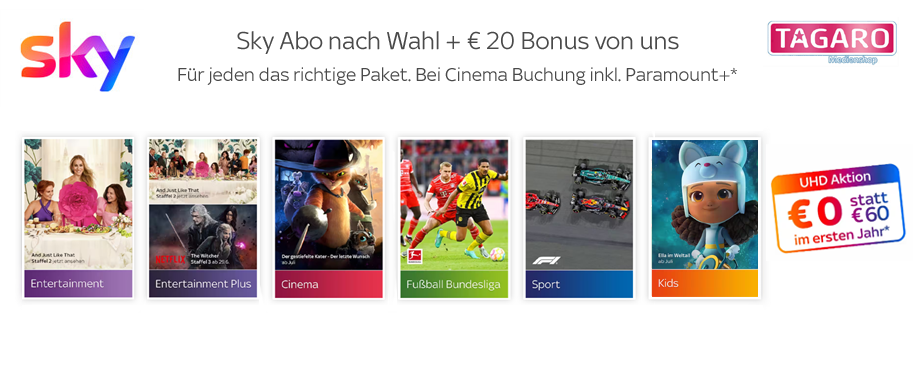 sky
Sky Abo nach Wahl + € 20 Bonus von uns
Für jeden das richtige Paket. Bei Cinema Buchung inkl. Paramount+*
TAGARO
Medienshop
And Just Like That
Staffel 2 jetzt ansehen
Entertainment
And Just Like That
Staffel 2 jetzt ansehen
NETFLIX
The Witcher
Staffel 3 ab 29.6.
Entertainment Plus
Der gestiefelte Kater - Der letzte Wunsch
ab Juli
Cinema
Fußball Bundesliga
F1
Sport
Ella im Weltall
ab Juli
Kids
UHD Aktion
€ 0 statt € 60
im ersten Jahr*